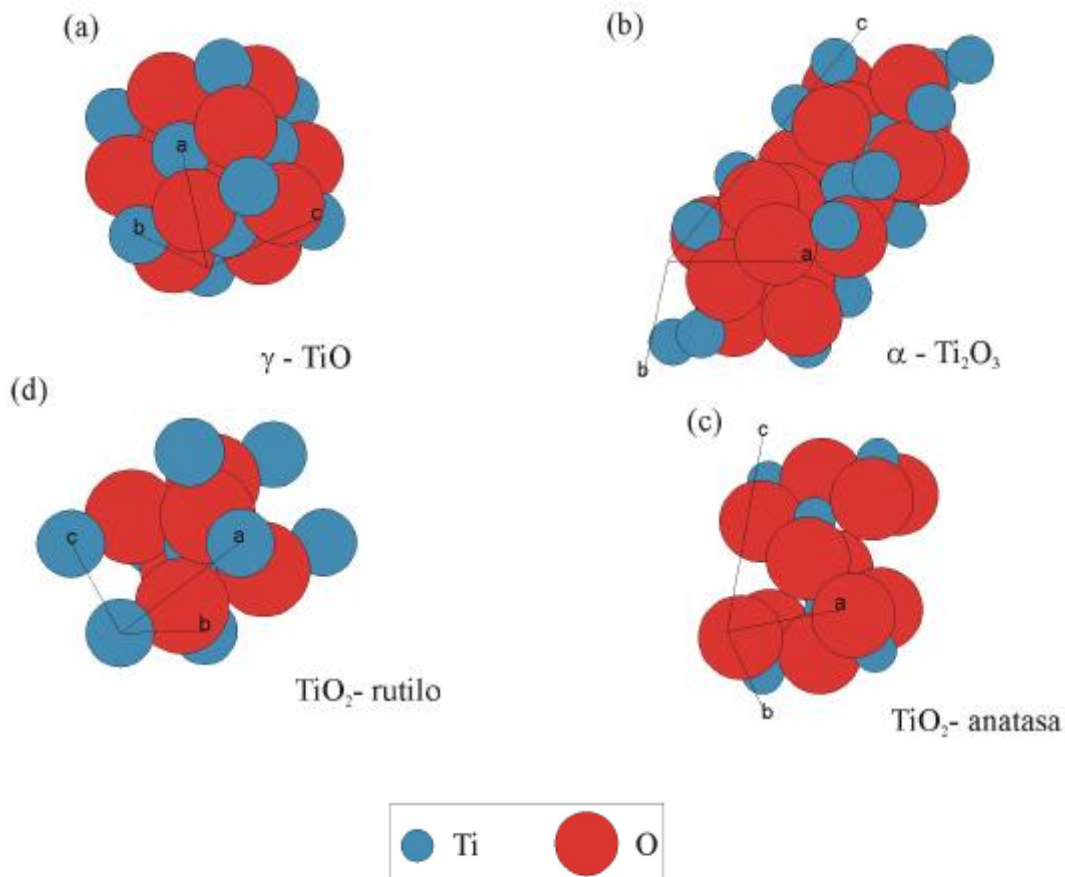 (a)
a
b
c
γ - TiO
(b)
c
a
b
α - Ti₂O₃
(d)
c
a
b
TiO₂- rutilo
(c)
c
a
b
TiO₂- anatasa
Ti
O